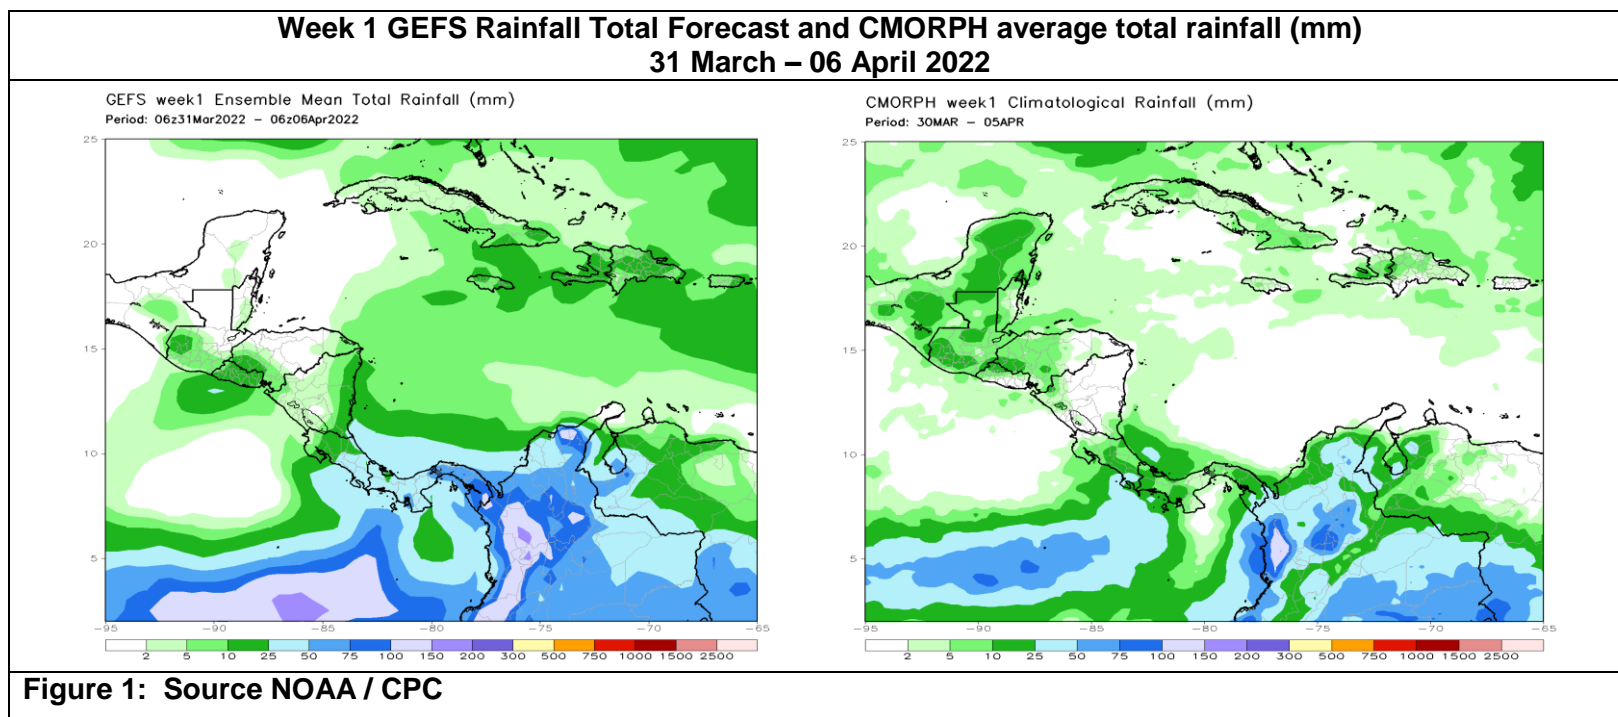 Week 1 GEFS Rainfall Total Forecast and CMORPH average total rainfall (mm)
31 March – 06 April 2022
GEFS week1 Ensemble Mean Total Rainfall (mm)
Period: 06z31Mar2022 – 06z06Apr2022
25
20
15
10
5
−95 −90 −85 −80 −75 −70 −65
2 5 10 25 50 75 100 150 200 300 500 750 1000 1500 2500
CMORPH week1 Climatological Rainfall (mm)
Period: 30MAR – 05APR
25
20
15
10
5
−95 −90 −85 −80 −75 −70 −65
2 5 10 25 50 75 100 150 200 300 500 750 1000 1500 2500
Figure 1: Source NOAA / CPC